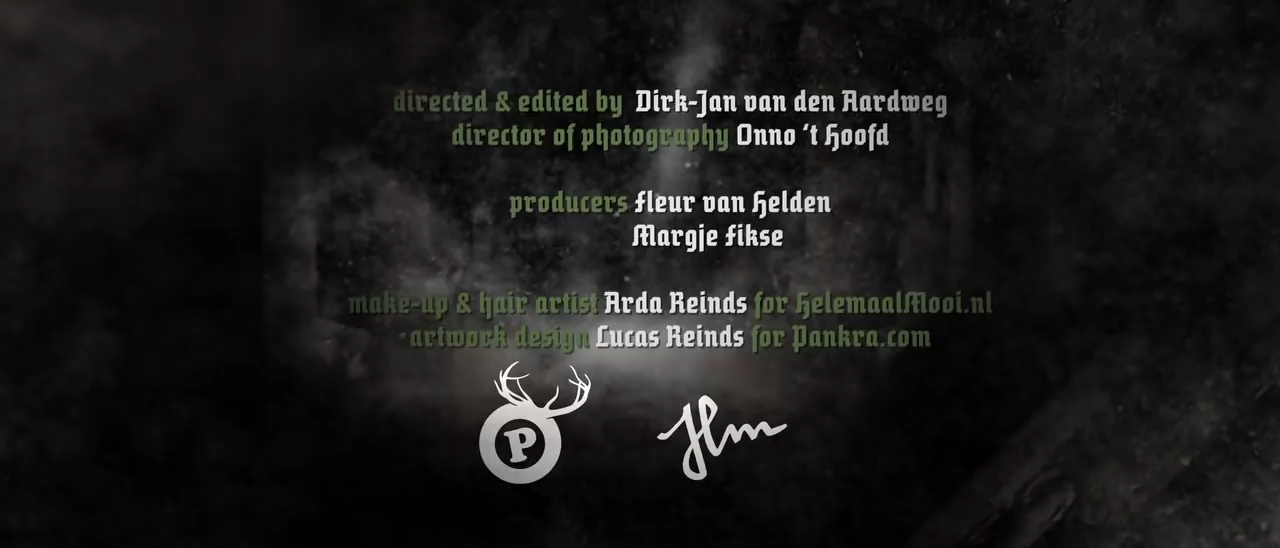 directed & edited by Dirk-Jan van den Aardweg
director of photography Onno ‘t Hoofd
producers Fleur van Helden
Margje Fikse
make-up & hair artist Arda Reinds for HelemaalMooi.nl
artwork design Lucas Reinds for Pankra.com
P Hm